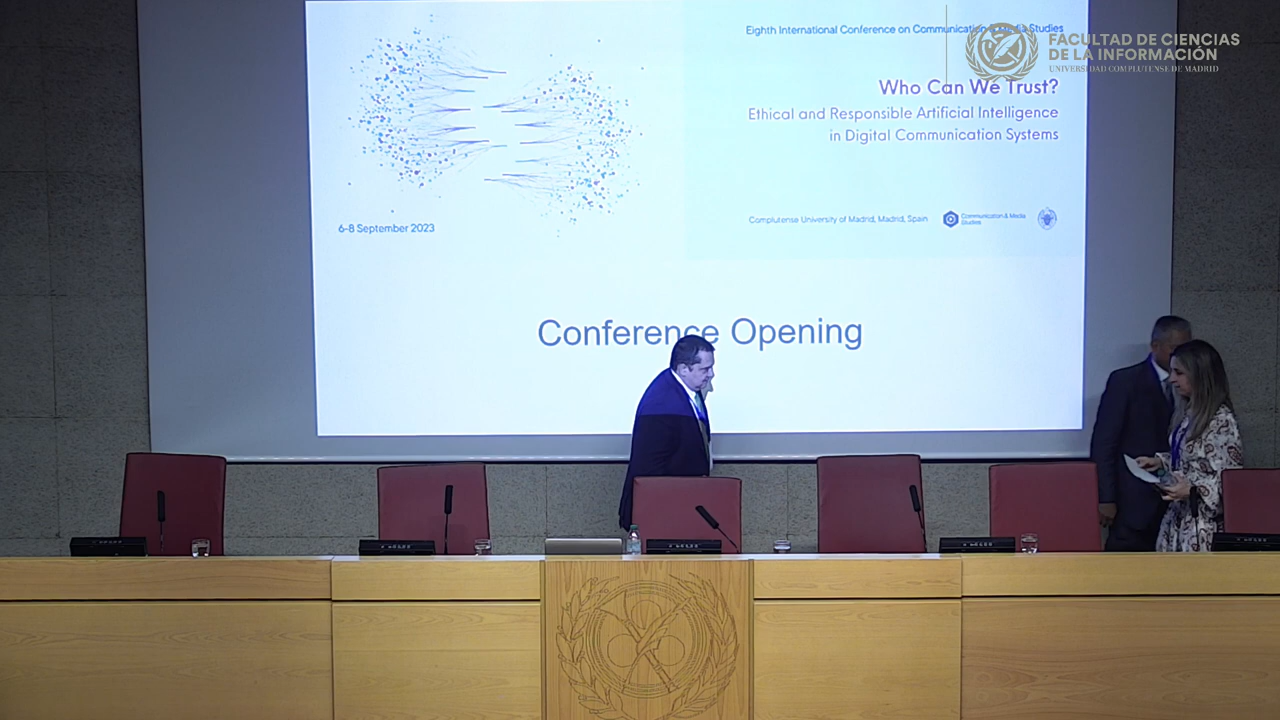 Eighth International Conference on Communication & Media Studies
FACULTAD DE CIENCIAS
DE LA INFORMACIÓN
UNIVERSIDAD COMPLUTENSE DE MADRID
Who Can We Trust?
Ethical and Responsible Artificial Intelligence
in Digital Communication Systems
6-8 September 2023
Complutense University of Madrid, Madrid, Spain
Communication & Media
Studies
Conference Opening